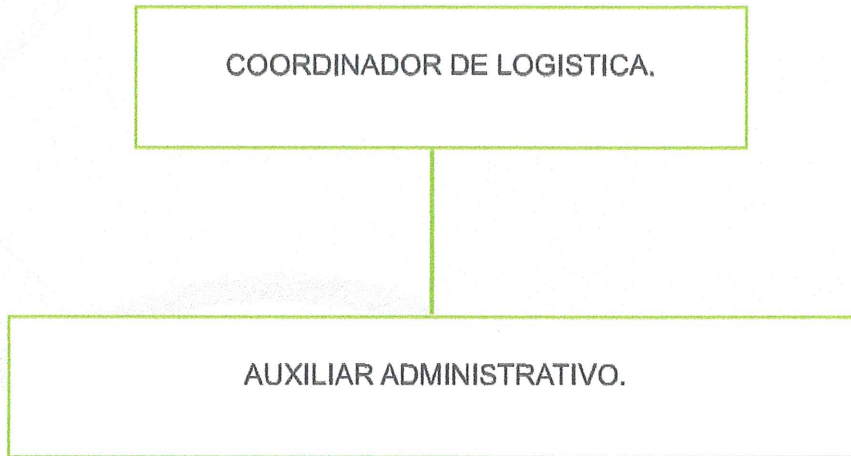 COORDINADOR DE LOGISTICA.
AUXILIAR ADMINISTRATIVO.